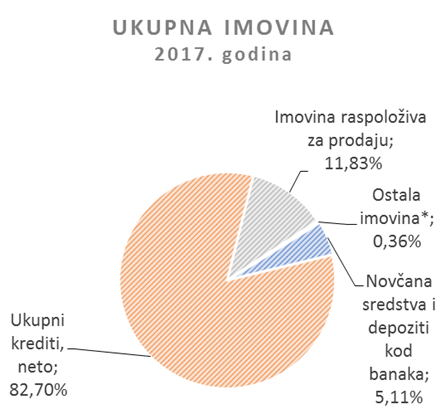 UKUPNA IMOVINA
2017. godina
Imovina raspoloživa
za prodaju;
11,83%
Ostala
imovina*;
0,36%
Novčana
sredstva i
depoziti
kod
banaka;
5,11%
Ukupni
krediti,
neto;
82,70%